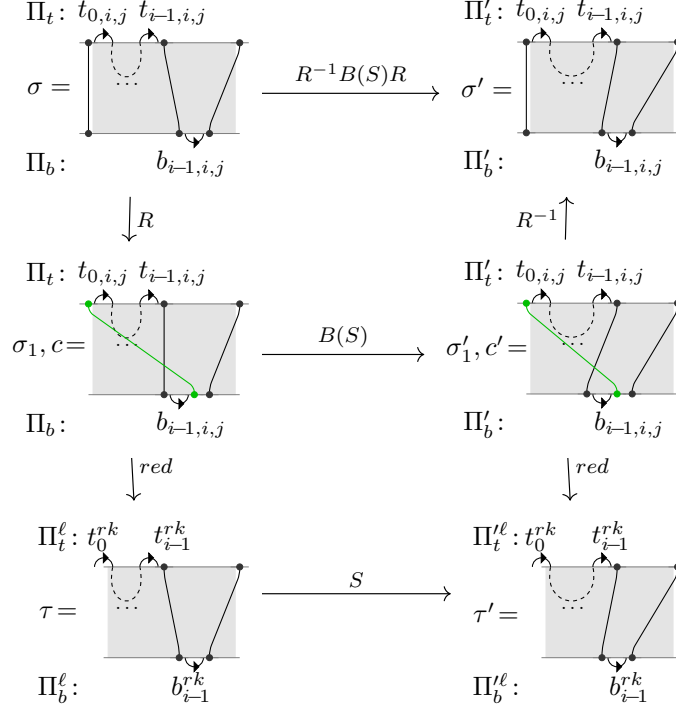 Π_t: t_{0,i,j} t_{i−1,i,j} Π′_t: t_{0,i,j} t_{i−1,i,j}
σ = ... R^{−1}B(S)R σ′ = ...
Π_b: b_{i−1,i,j} Π′_b: b_{i−1,i,j}
R R^{−1}
Π_t: t_{0,i,j} t_{i−1,i,j} Π′_t: t_{0,i,j} t_{i−1,i,j}
σ_1, c = ... B(S) σ′_1, c′ = ...
Π_b: b_{i−1,i,j} Π′_b: b_{i−1,i,j}
red red
Π^ℓ_t: t^{rk}_0 t^{rk}_{i−1} Π′^ℓ_t: t^{rk}_0 t^{rk}_{i−1}
τ = ... S τ′ = ...
Π^ℓ_b: b^{rk}_{i−1} Π′^ℓ_b: b^{rk}_{i−1}